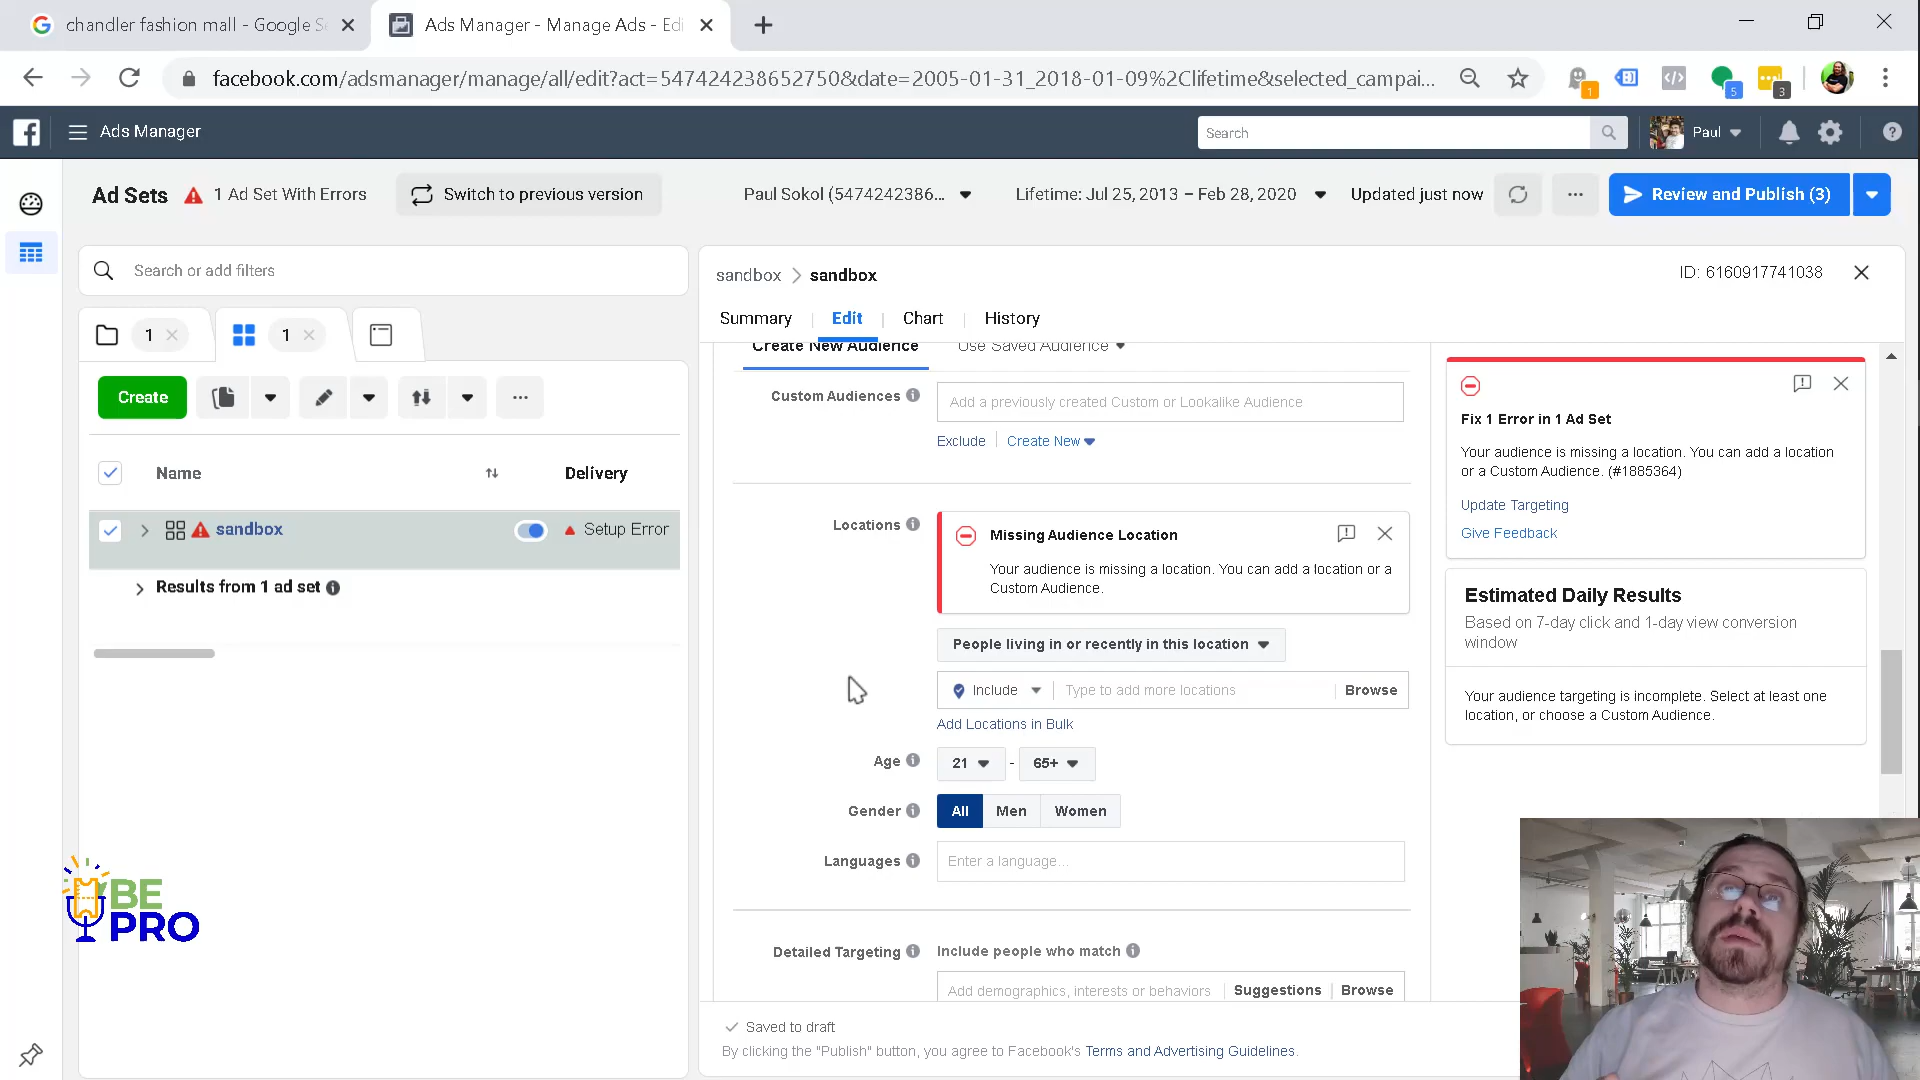 chandler fashion mall - Google S
Ads Manager - Manage Ads - Edi
facebook.com/adsmanager/manage/all/edit?act=547424238652750&date=2005-01-31_2018-01-09%2Clifetime&selected_campai...
1
5
3
Ads Manager
Search
Paul
Ad Sets
1 Ad Set With Errors
Switch to previous version
Paul Sokol (5474242386...
Lifetime: Jul 25, 2013 – Feb 28, 2020
Updated just now
Review and Publish (3)
Search or add filters
1
1
Create
Name
Delivery
sandbox
Setup Error
Results from 1 ad set
sandbox > sandbox
ID: 6160917741038
Summary
Edit
Chart
History
Create New Audience
Use Saved Audience
Custom Audiences
Add a previously created Custom or Lookalike Audience
Exclude
Create New
Locations
Missing Audience Location
Your audience is missing a location. You can add a location or a
Custom Audience.
People living in or recently in this location
Include
Type to add more locations
Browse
Add Locations in Bulk
Age
21 - 65+
Gender
All
Men
Women
Languages
Enter a language...
Detailed Targeting
Include people who match
Add demographics, interests or behaviors
Suggestions
Browse
Saved to draft
By clicking the "Publish" button, you agree to Facebook's Terms and Advertising Guidelines.
Fix 1 Error in 1 Ad Set
Your audience is missing a location. You can add a location
or a Custom Audience. (#1885364)
Update Targeting
Give Feedback
Estimated Daily Results
Based on 7-day click and 1-day view conversion
window
Your audience targeting is incomplete. Select at least one
location, or choose a Custom Audience.
BE
PRO